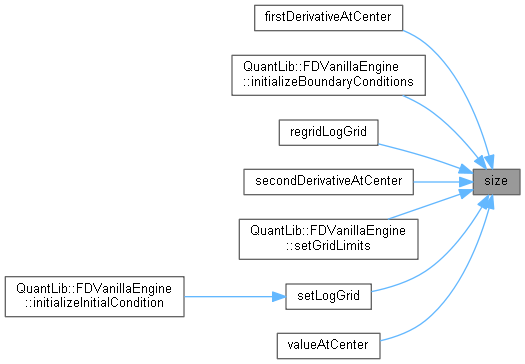 firstDerivativeAtCenter
QuantLib::FDVanillaEngine
::initializeBoundaryConditions
regridLogGrid
size
secondDerivativeAtCenter
QuantLib::FDVanillaEngine
::setGridLimits
QuantLib::FDVanillaEngine
::initializeInitialCondition
setLogGrid
valueAtCenter